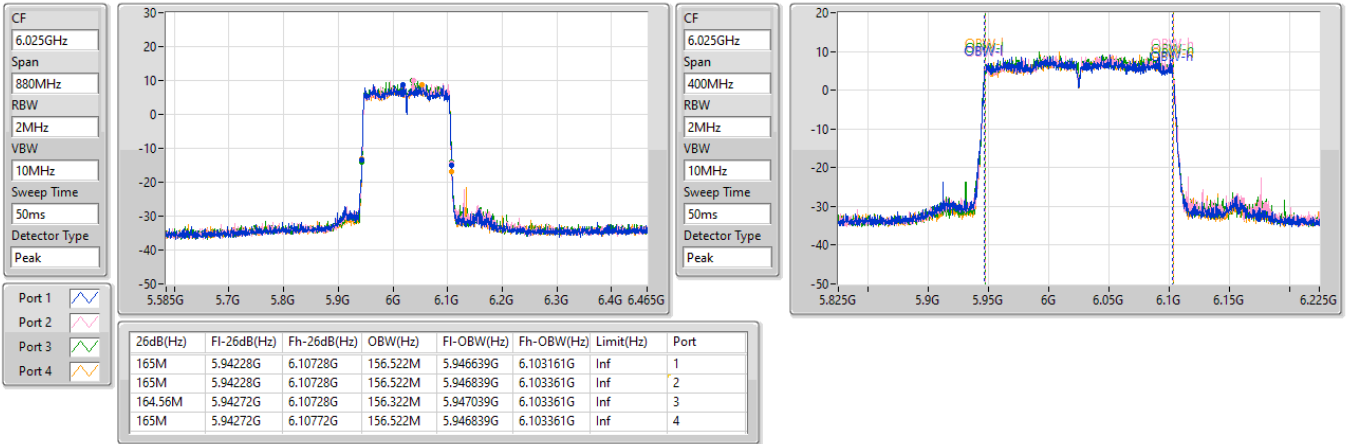 CF
6.025GHz
Span
880MHz
RBW
2MHz
VBW
10MHz
Sweep Time
50ms
Detector Type
Peak
30
20
10
0
-10
-20
-30
-40
-50
5.585G 5.7G 5.8G 5.9G 6G 6.1G 6.2G 6.3G 6.4G 6.465G
CF
6.025GHz
Span
400MHz
RBW
2MHz
VBW
10MHz
Sweep Time
50ms
Detector Type
Peak
20
10
0
-10
-20
-30
-40
-50
OBW-l OBW-h
OBW-l OBW-h
5.825G 5.9G 5.95G 6G 6.05G 6.1G 6.15G 6.225G
Port 1
Port 2
Port 3
Port 4
26dB(Hz) Fl-26dB(Hz) Fh-26dB(Hz) OBW(Hz) Fl-OBW(Hz) Fh-OBW(Hz) Limit(Hz) Port
165M 5.94228G 6.10728G 156.522M 5.946639G 6.103161G Inf 1
165M 5.94228G 6.10728G 156.522M 5.946839G 6.103361G Inf 2
164.56M 5.94272G 6.10728G 156.322M 5.947039G 6.103361G Inf 3
165M 5.94272G 6.10772G 156.522M 5.946839G 6.103361G Inf 4